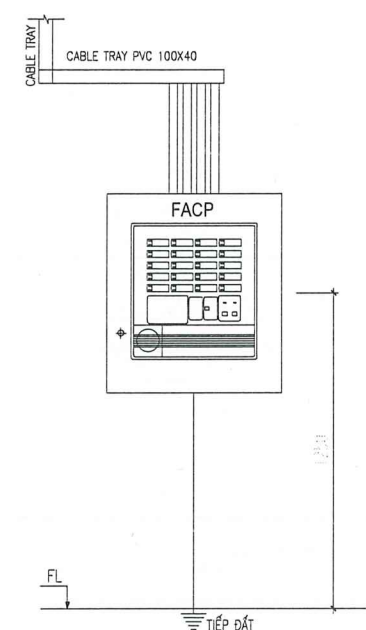 CABLE TRAY
CABLE TRAY PVC 100X40
FACP
FL
TIẾP ĐẤT